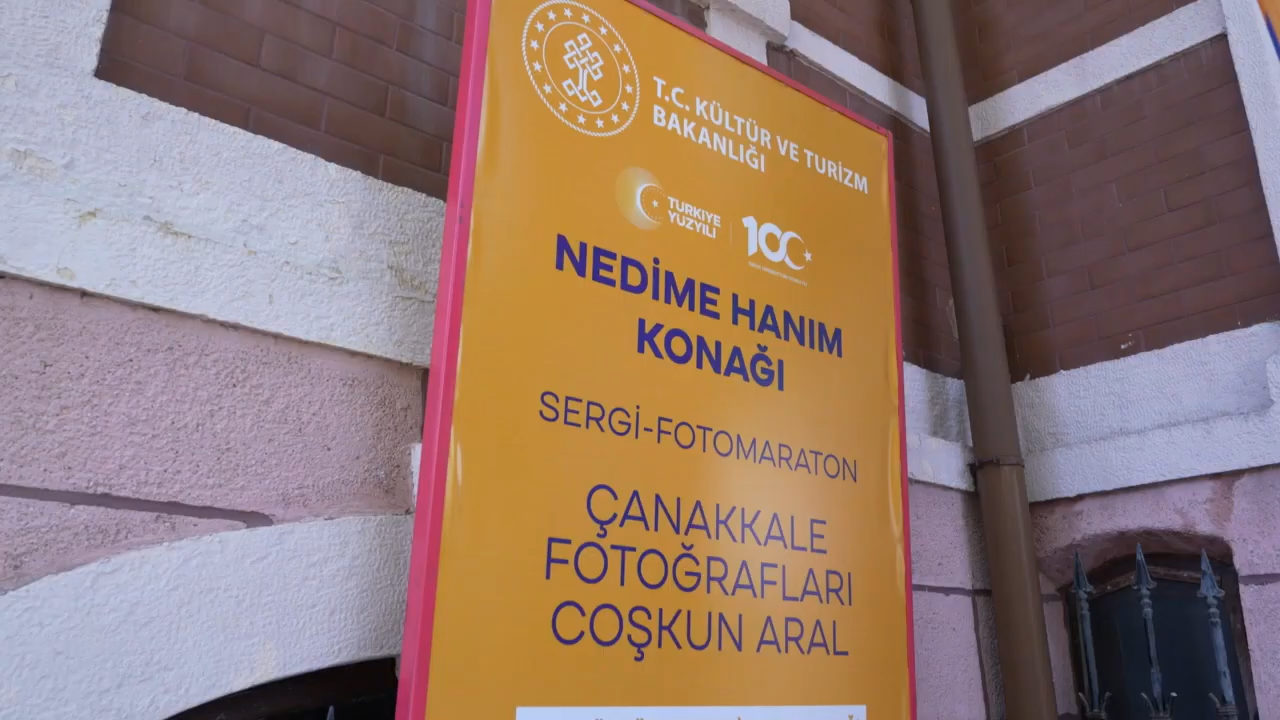 T.C. KÜLTÜR VE TURİZM
BAKANLIĞI
TÜRKİYE
YÜZYILI
100
NEDİME HANIM
KONAĞI
SERGİ-FOTOMARATON
ÇANAKKALE
FOTOĞRAFLARI
COŞKUN ARAL